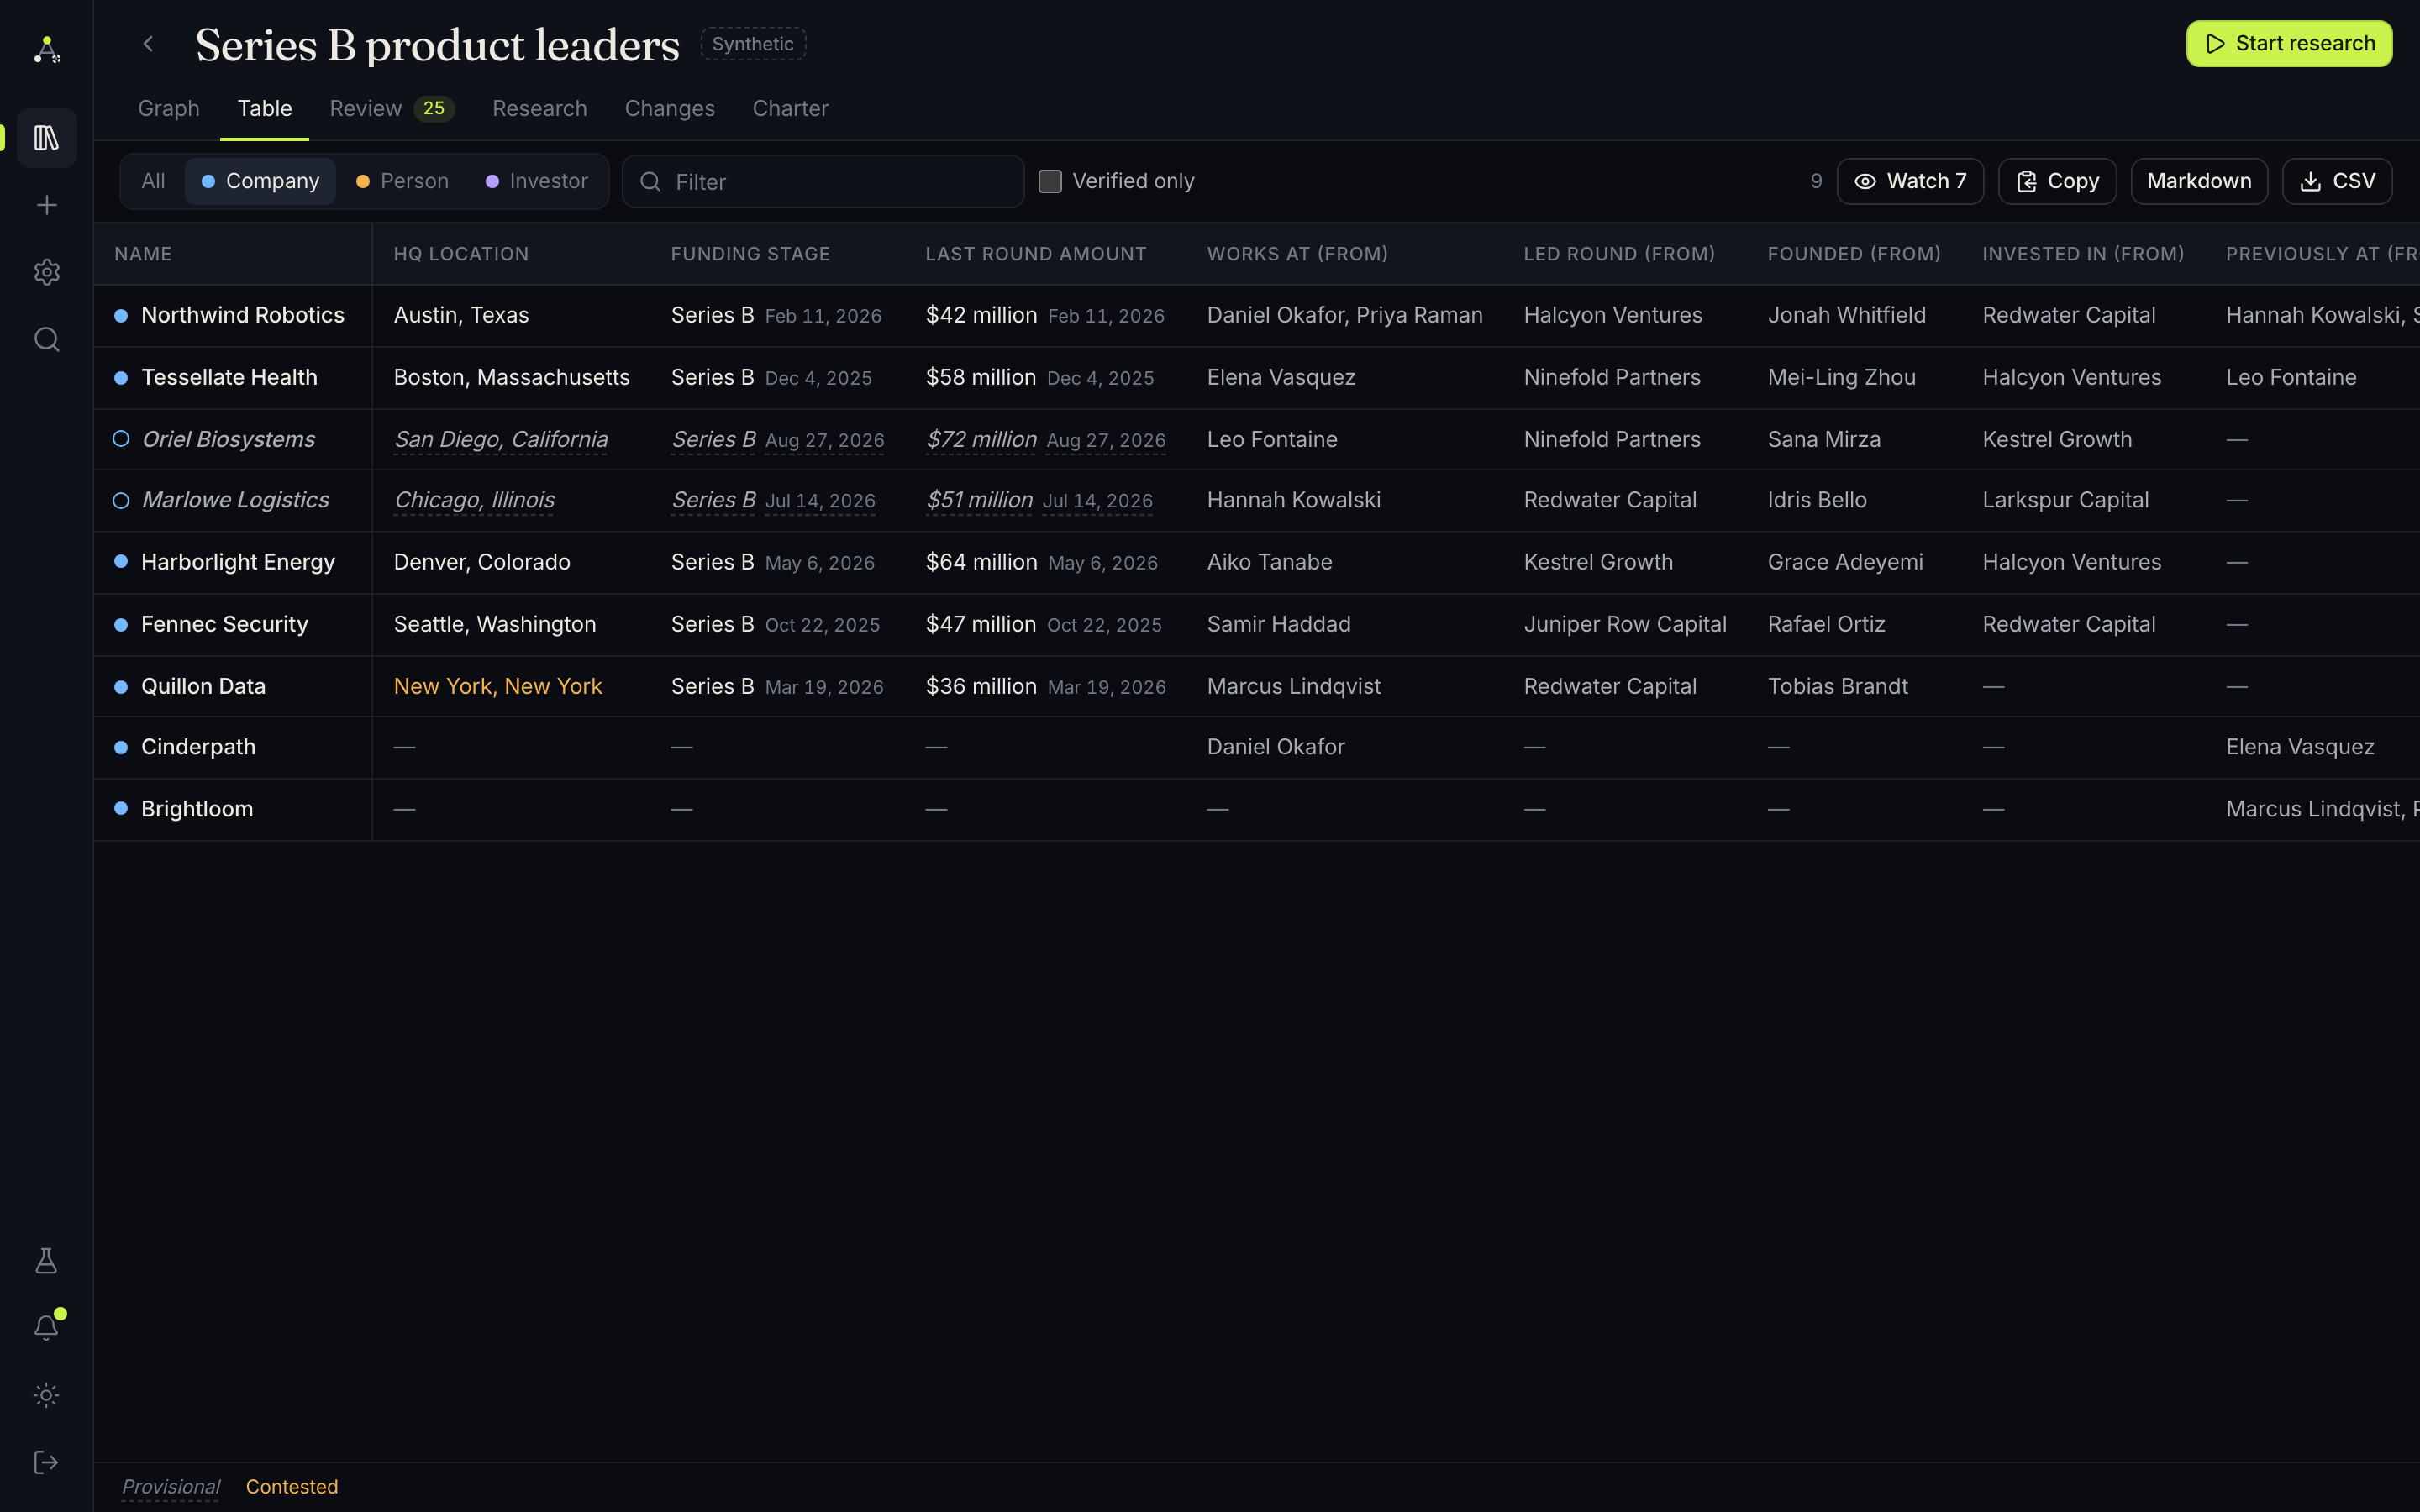 Series B product leaders Synthetic Start research
Graph Table Review 25 Research Changes Charter
All Company Person Investor Filter Verified only 9 Watch 7 Copy Markdown CSV
NAME HQ LOCATION FUNDING STAGE LAST ROUND AMOUNT WORKS AT (FROM) LED ROUND (FROM) FOUNDED (FROM) INVESTED IN (FROM) PREVIOUSLY AT (FR
Northwind Robotics Austin, Texas Series B Feb 11, 2026 $42 million Feb 11, 2026 Daniel Okafor, Priya Raman Halcyon Ventures Jonah Whitfield Redwater Capital Hannah Kowalski,
Tessellate Health Boston, Massachusetts Series B Dec 4, 2025 $58 million Dec 4, 2025 Elena Vasquez Ninefold Partners Mei-Ling Zhou Halcyon Ventures Leo Fontaine
Oriel Biosystems San Diego, California Series B Aug 27, 2026 $72 million Aug 27, 2026 Leo Fontaine Ninefold Partners Sana Mirza Kestrel Growth —
Marlowe Logistics Chicago, Illinois Series B Jul 14, 2026 $51 million Jul 14, 2026 Hannah Kowalski Redwater Capital Idris Bello Larkspur Capital —
Harborlight Energy Denver, Colorado Series B May 6, 2026 $64 million May 6, 2026 Aiko Tanabe Kestrel Growth Grace Adeyemi Halcyon Ventures —
Fennec Security Seattle, Washington Series B Oct 22, 2025 $47 million Oct 22, 2025 Samir Haddad Juniper Row Capital Rafael Ortiz Redwater Capital —
Quillon Data New York, New York Series B Mar 19, 2026 $36 million Mar 19, 2026 Marcus Lindqvist Redwater Capital Tobias Brandt — —
Cinderpath — — — Daniel Okafor — — — Elena Vasquez
Brightloom — — — — — — — Marcus Lindqvist,
Provisional Contested